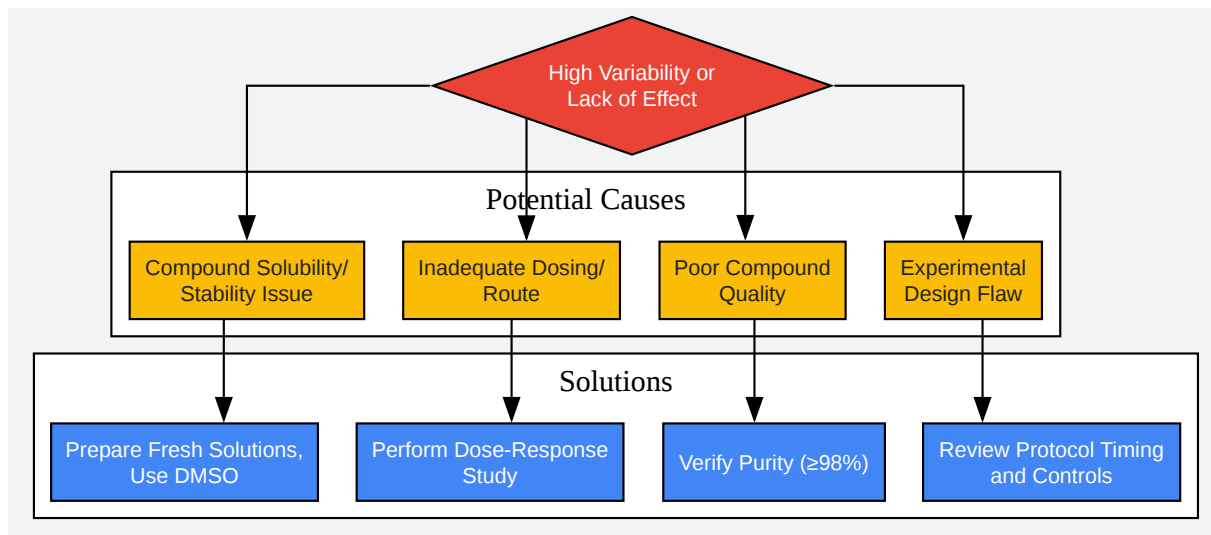 High Variability or
Lack of Effect
Potential Causes
Compound Solubility/
Stability Issue
Inadequate Dosing/
Route
Poor Compound
Quality
Experimental
Design Flaw
Solutions
Prepare Fresh Solutions,
Use DMSO
Perform Dose-Response
Study
Verify Purity (≥98%)
Review Protocol Timing
and Controls